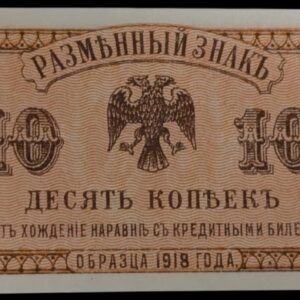 РАЗМѢННЫЙ ЗНАКЪ
10 10
ДЕСЯТЬ КОПѢЕКЪ
ХОЖДЕНІЕ НАРАВНѢ СЪ КРЕДИТНЫМИ
ОБРАЗЦА 1918 ГОДА.